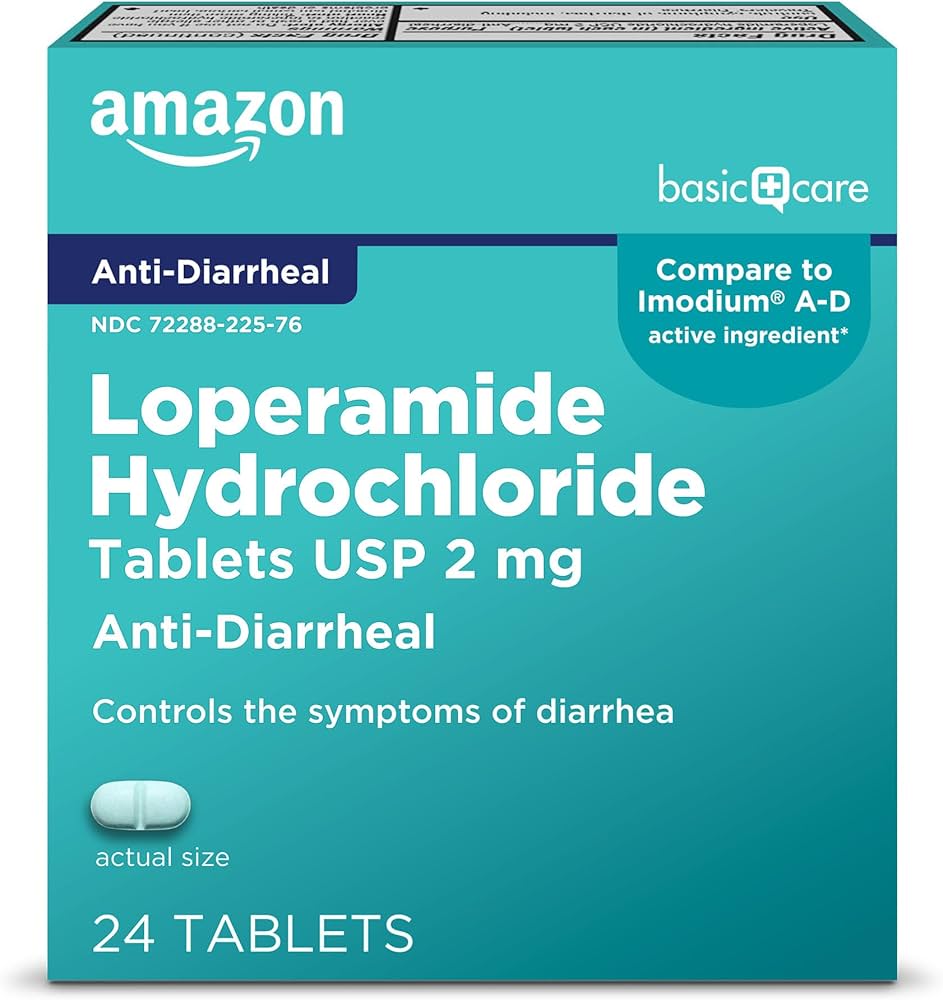 amazon
basic care
Anti-Diarrheal
Compare to
Imodium® A-D
active ingredient*
NDC 72288-225-76
Loperamide
Hydrochloride
Tablets USP 2 mg
Anti-Diarrheal
Controls the symptoms of diarrhea
actual size
24 TABLETS